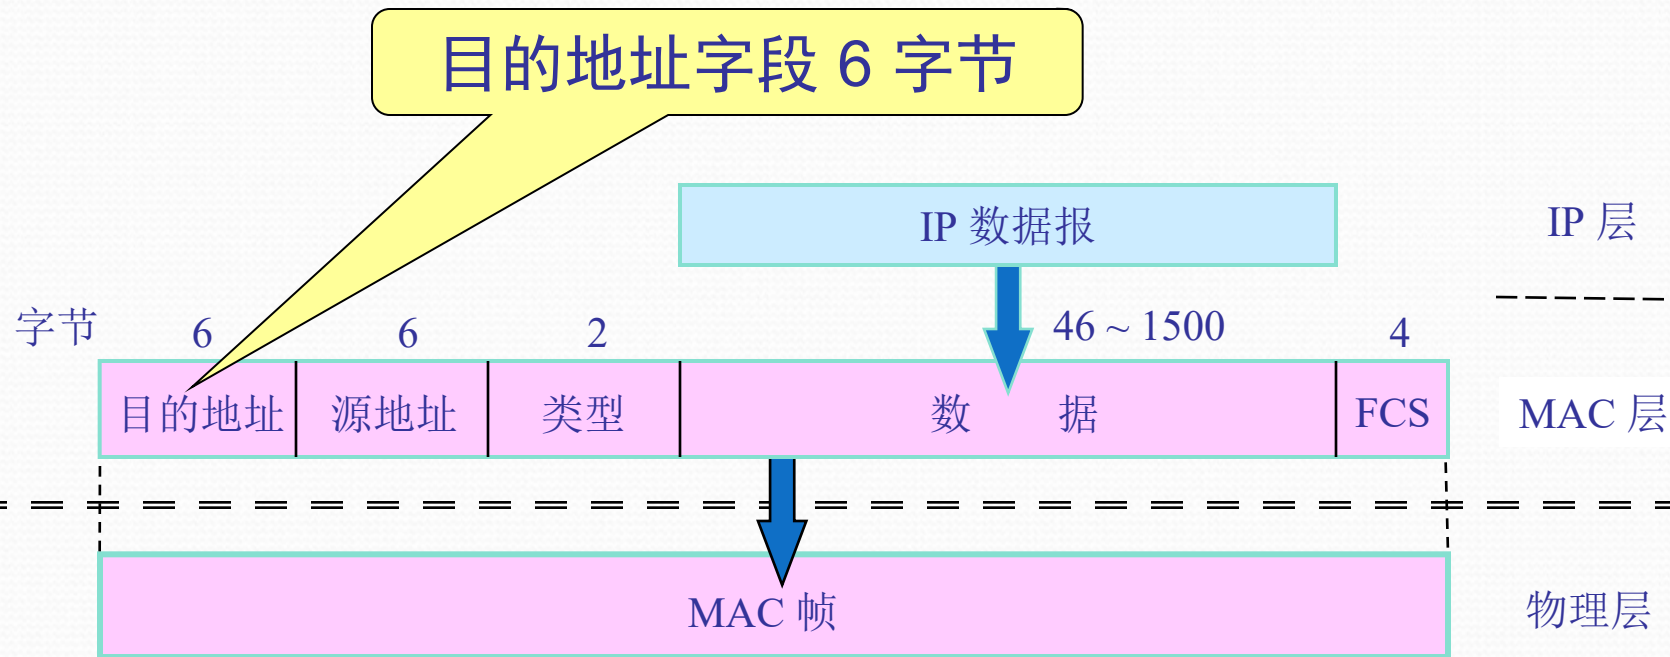 目的地址字段 6 字节
IP 数据报
IP 层
字节 6 6 2 46 ~ 1500 4
目的地址 源地址 类型 数 据 FCS MAC 层
MAC 帧
物理层